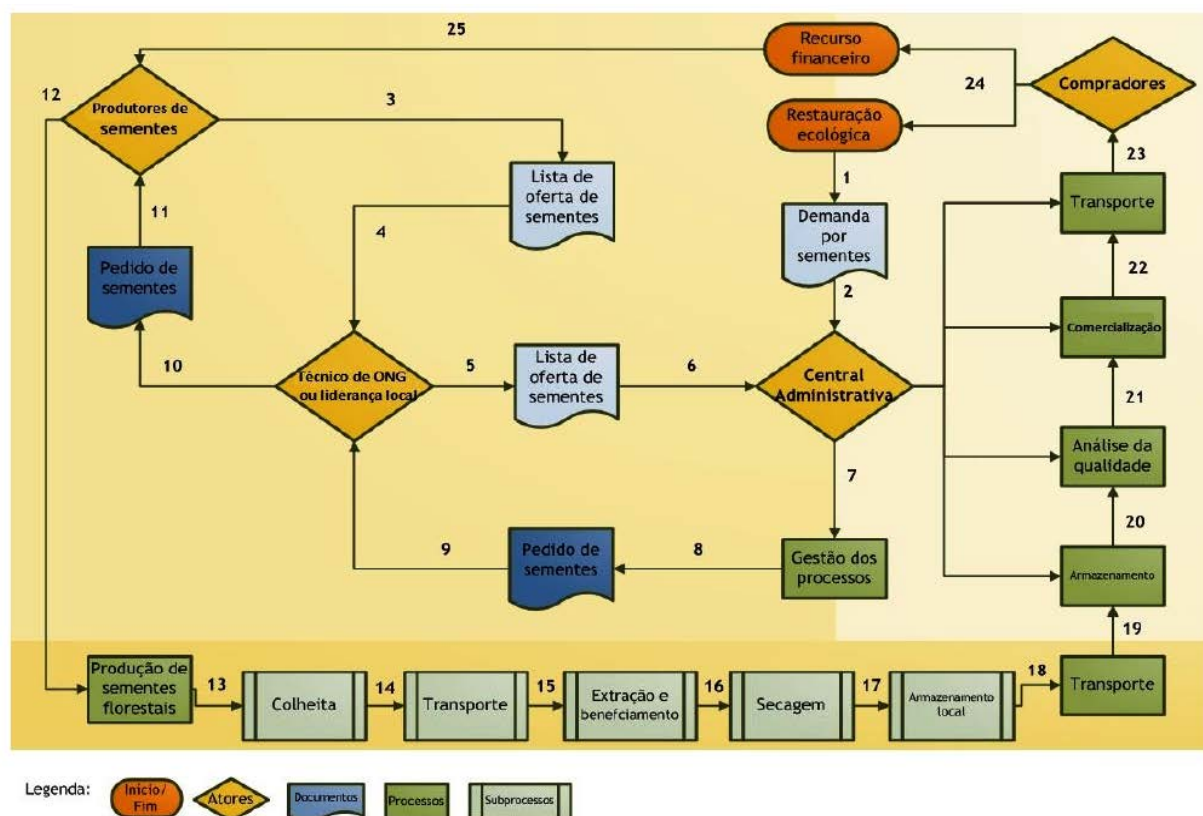 25
Recurso
financeiro
Compradores
24
12
Produtores de
sementes
3
Restauração
ecológica
23
1
Lista de
oferta de
sementes
Transporte
11
4
Demanda
por
sementes
22
Pedido de
sementes
2
Comercialização
10
Técnico de ONG
ou liderança local
5
Lista de
oferta de
sementes
6
Central
Administrativa
21
Análise da
qualidade
7
20
9
Pedido de
sementes
8
Gestão dos
processos
Armazenamento
19
Produção de
sementes
florestais
13
Colheita
14
Transporte
15
Extração e
benefciamento
16
Secagem
17
Armazenamento
local
18
Transporte
Legenda:
Início/
Fim
Atores
Documentos
Processos
Subprocessos